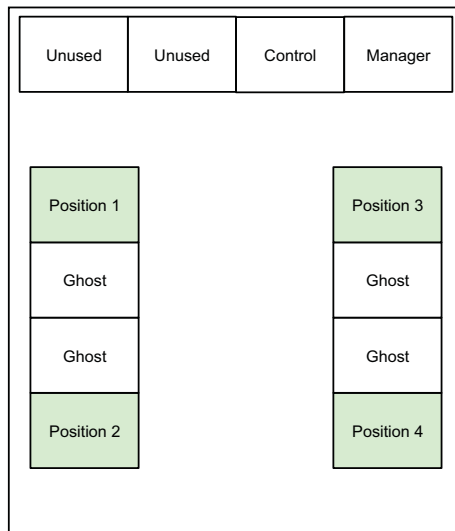 Unused
Unused
Control
Manager
Position 1
Position 3
Ghost
Ghost
Ghost
Ghost
Position 2
Position 4